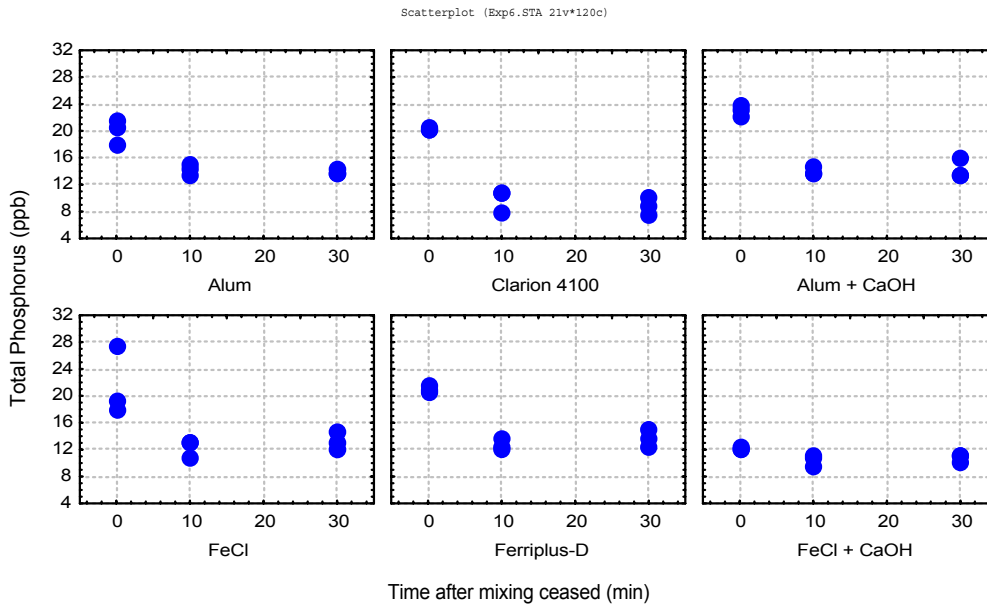 Scatterplot (Exp6.STA 21v*120c)
Total Phosphorus (ppb)
32
28
24
20
16
12
8
4
0 10 20 30
Alum
0 10 20 30
Clarion 4100
0 10 20 30
Alum + CaOH
32
28
24
20
16
12
8
4
0 10 20 30
FeCl
0 10 20 30
Ferriplus-D
0 10 20 30
FeCl + CaOH
Time after mixing ceased (min)